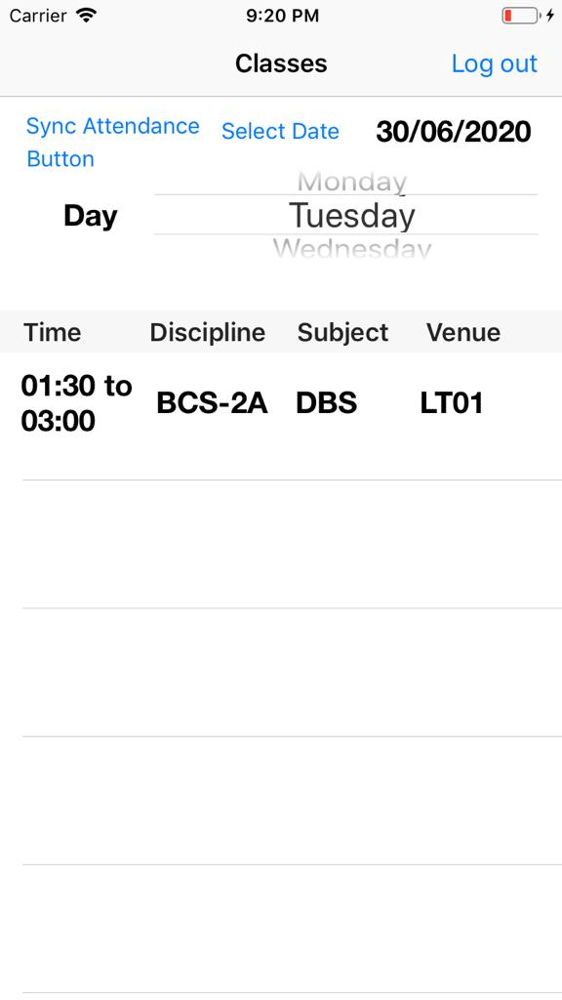 Carrier 9:20 PM
Classes Log out
Sync Attendance Button Select Date 30/06/2020
Monday
Day Tuesday
Wednesday
Time Discipline Subject Venue
01:30 to 03:00 BCS-2A DBS LT01